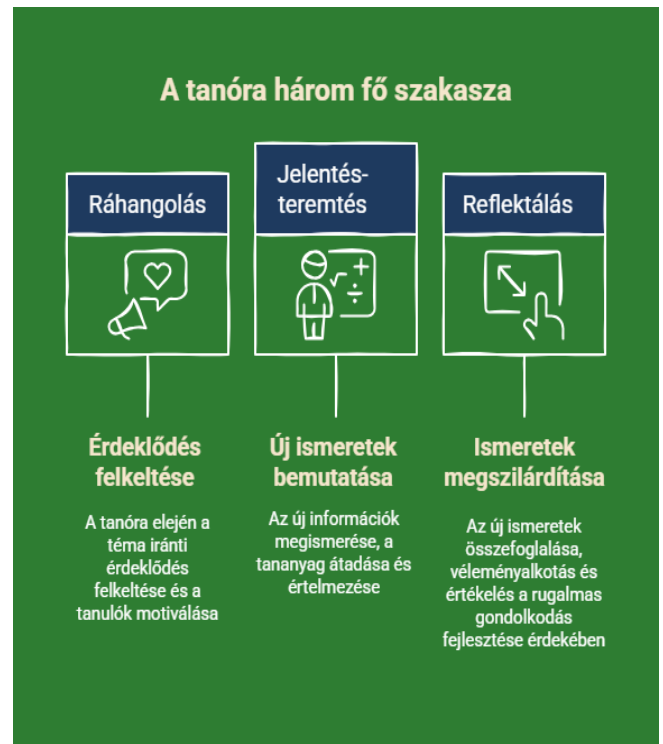 A tanóra három fő szakasza
Ráhangolás
Jelentés-
teremtés
Reflektálás
Érdeklődés
felkeltése
A tanóra elején a
téma iránti
érdeklődés
felkeltése és a
tanulók motiválása
Új ismeretek
bemutatása
Az új információk
megismerése, a
tananyag átadása és
értelmezése
Ismeretek
megszilárdítása
Az új ismeretek
összefoglalása,
véleményalkotás és
értékelés a rugalmas
gondolkodás
fejlesztése érdekében